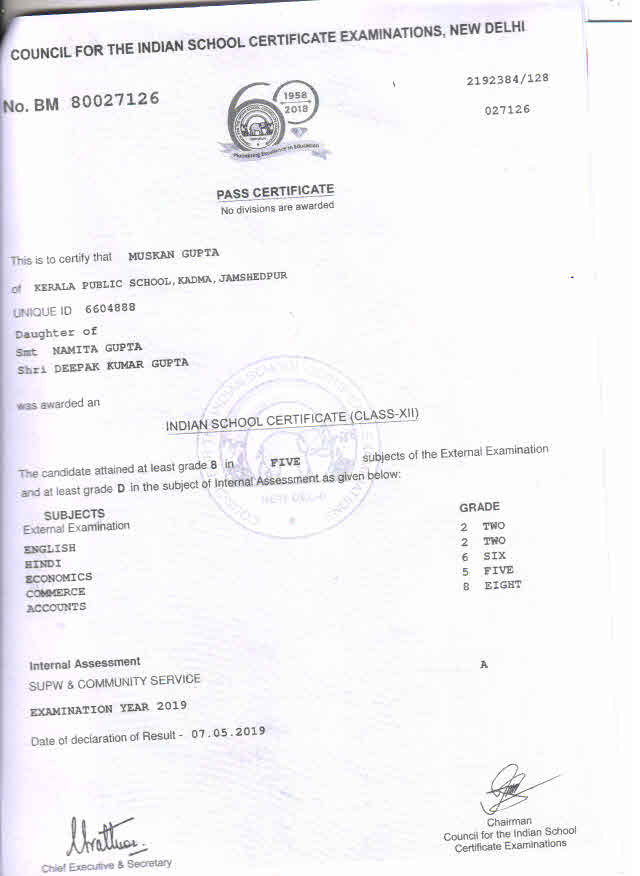 COUNCIL FOR THE INDIAN SCHOOL CERTIFICATE EXAMINATIONS, NEW DELHI
No. BM 80027126
2192384/128
027126
60
1958
2018
Pioneering Excellence in Education
PASS CERTIFICATE
No divisions are awarded
This is to certify that MUSKAN GUPTA
of KERALA PUBLIC SCHOOL, KADMA, JAMSHEDPUR
UNIQUE ID 6604888
Daughter of
Smt NAMITA GUPTA
Shri DEEPAK KUMAR GUPTA
was awarded an
INDIAN SCHOOL CERTIFICATE (CLASS-XII)
The candidate attained at least grade 8 in FIVE subjects of the External Examination
and at least grade D in the subject of Internal Assessment as given below:
NEW DELHI
SUBJECTS GRADE
External Examination
ENGLISH 2 TWO
HINDI 2 TWO
ECONOMICS 6 SIX
COMMERCE 5 FIVE
ACCOUNTS 8 EIGHT
Internal Assessment
SUPW & COMMUNITY SERVICE A
EXAMINATION YEAR 2019
Date of declaration of Result - 07.05.2019
Chief Executive & Secretary
Chairman
Council for the Indian School
Certificate Examinations